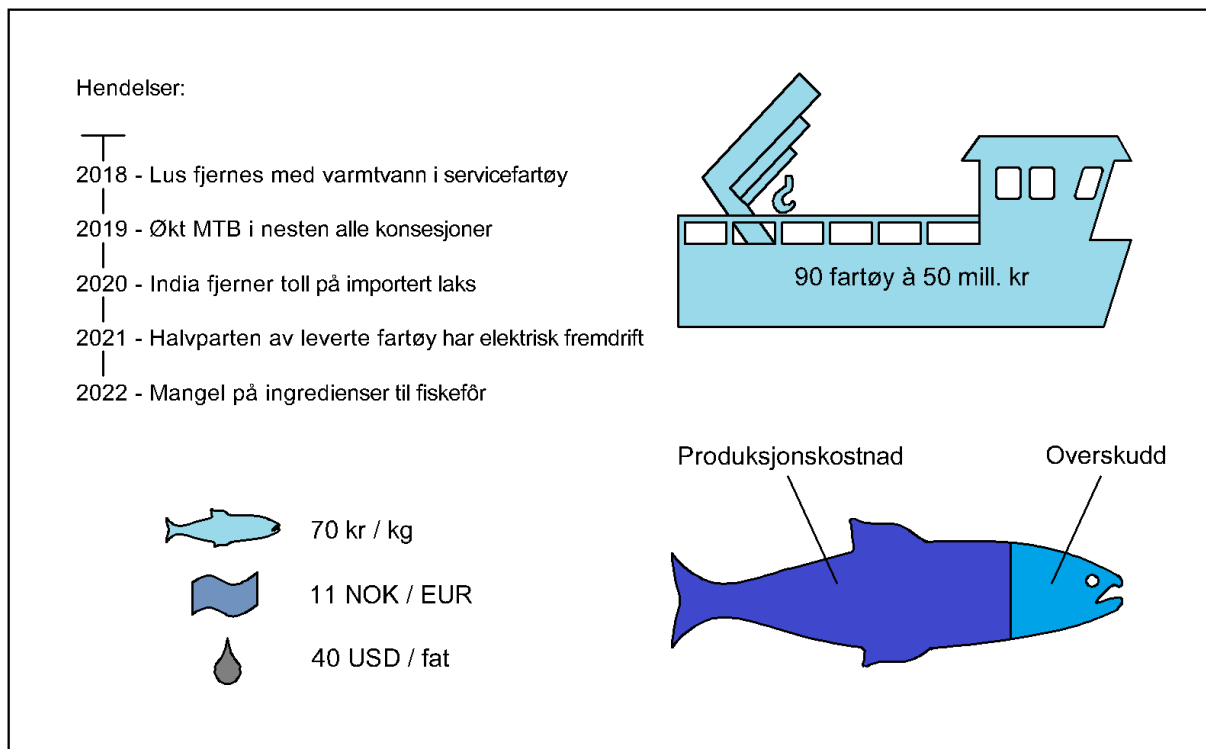 Hendelser:
2018 - Lus fjernes med varmtvann i servicefartøy
2019 - Økt MTB i nesten alle konsesjoner
2020 - India fjerner toll på importert laks
2021 - Halvparten av leverte fartøy har elektrisk fremdrift
2022 - Mangel på ingredienser til fiskefôr
90 fartøy à 50 mill. kr
70 kr / kg
11 NOK / EUR
40 USD / fat
Produksjonskostnad
Overskudd